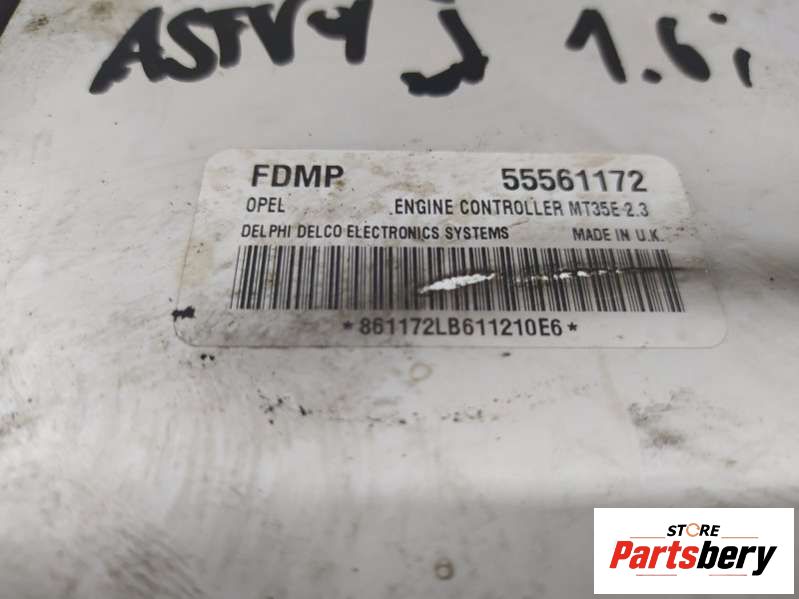 ASTVA J 1.6i
FDMP 55561172
OPEL ENGINE CONTROLLER MT35E-2.3
DELPHI DELCO ELECTRONICS SYSTEMS MADE IN U.K.
*861172LB611210E6*
STORE
Partsbery